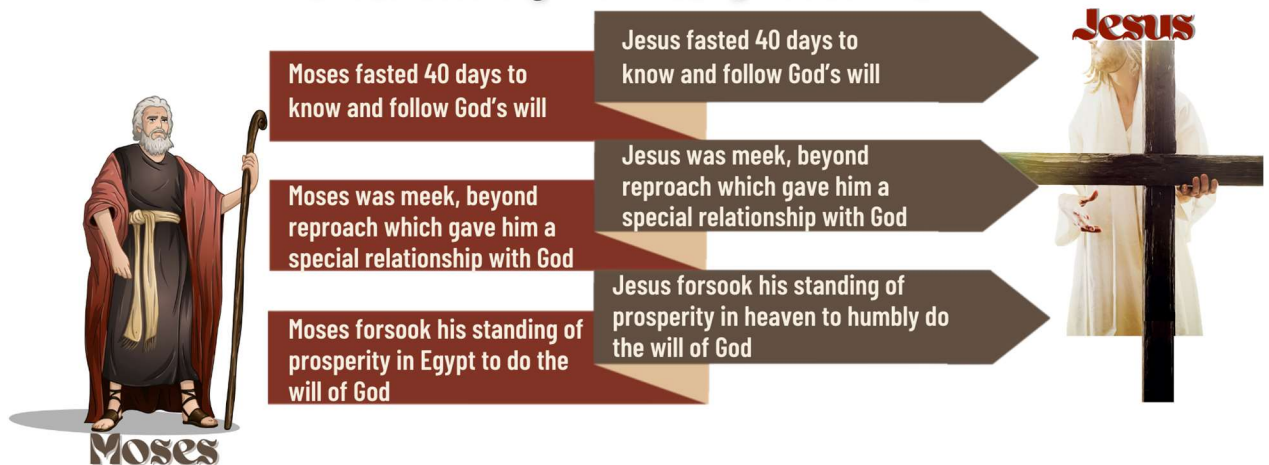 Jesus
Moses fasted 40 days to
know and follow God’s will
Jesus fasted 40 days to
know and follow God’s will
Moses was meek, beyond
reproach which gave him a
special relationship with God
Jesus was meek, beyond
reproach which gave him a
special relationship with God
Moses forsook his standing of
prosperity in Egypt to do the
will of God
Jesus forsook his standing of
prosperity in heaven to humbly do
the will of God
Moses